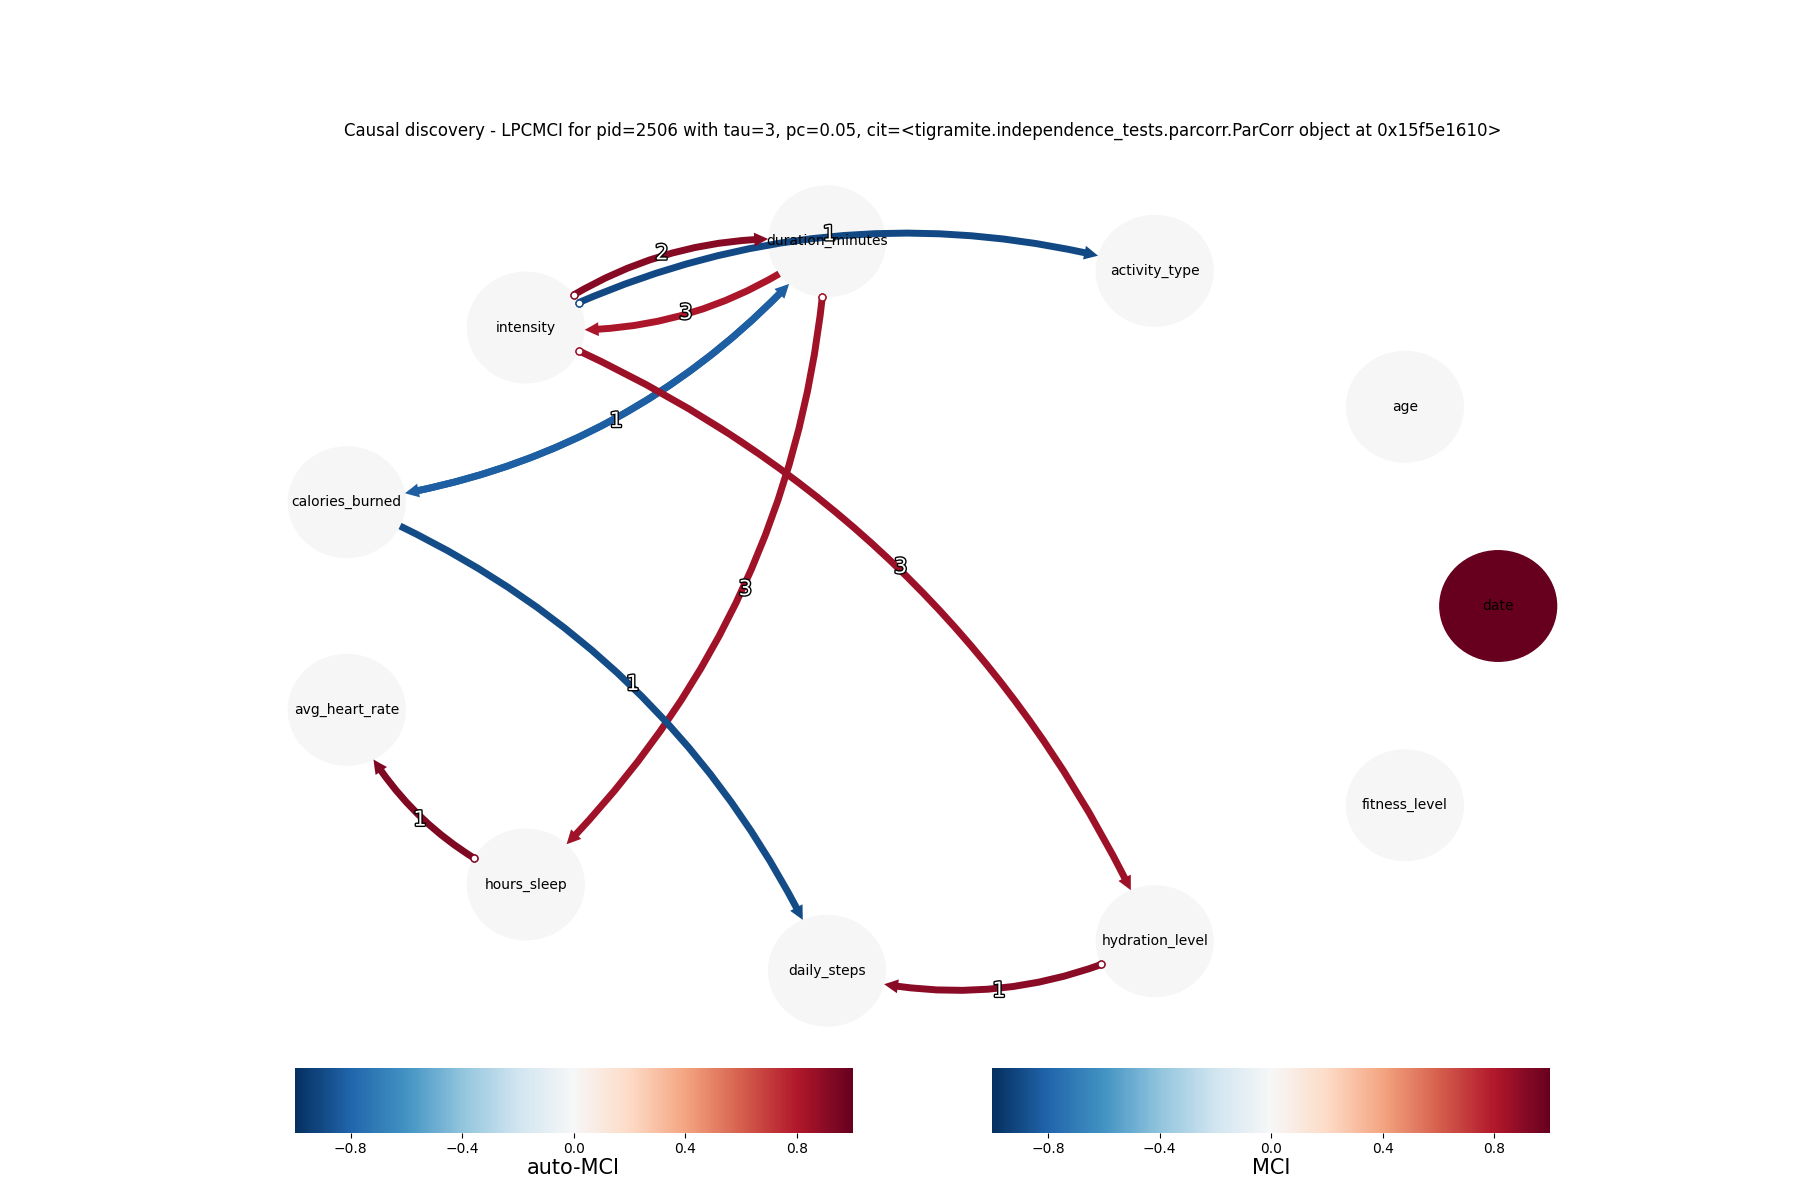 Causal discovery - LPCMCI for pid=2506 with tau=3, pc=0.05, cit=<tigramite.independence_tests.parcorr.ParCorr object at 0x15f5e1610>
duration_minutes
1
2
activity_type
3
intensity
age
1
calories_burned
3
3
date
1
avg_heart_rate
fitness_level
1
hours_sleep
hydration_level
daily_steps
1
−0.8 −0.4 0.0 0.4 0.8
auto-MCI
−0.8 −0.4 0.0 0.4 0.8
MCI